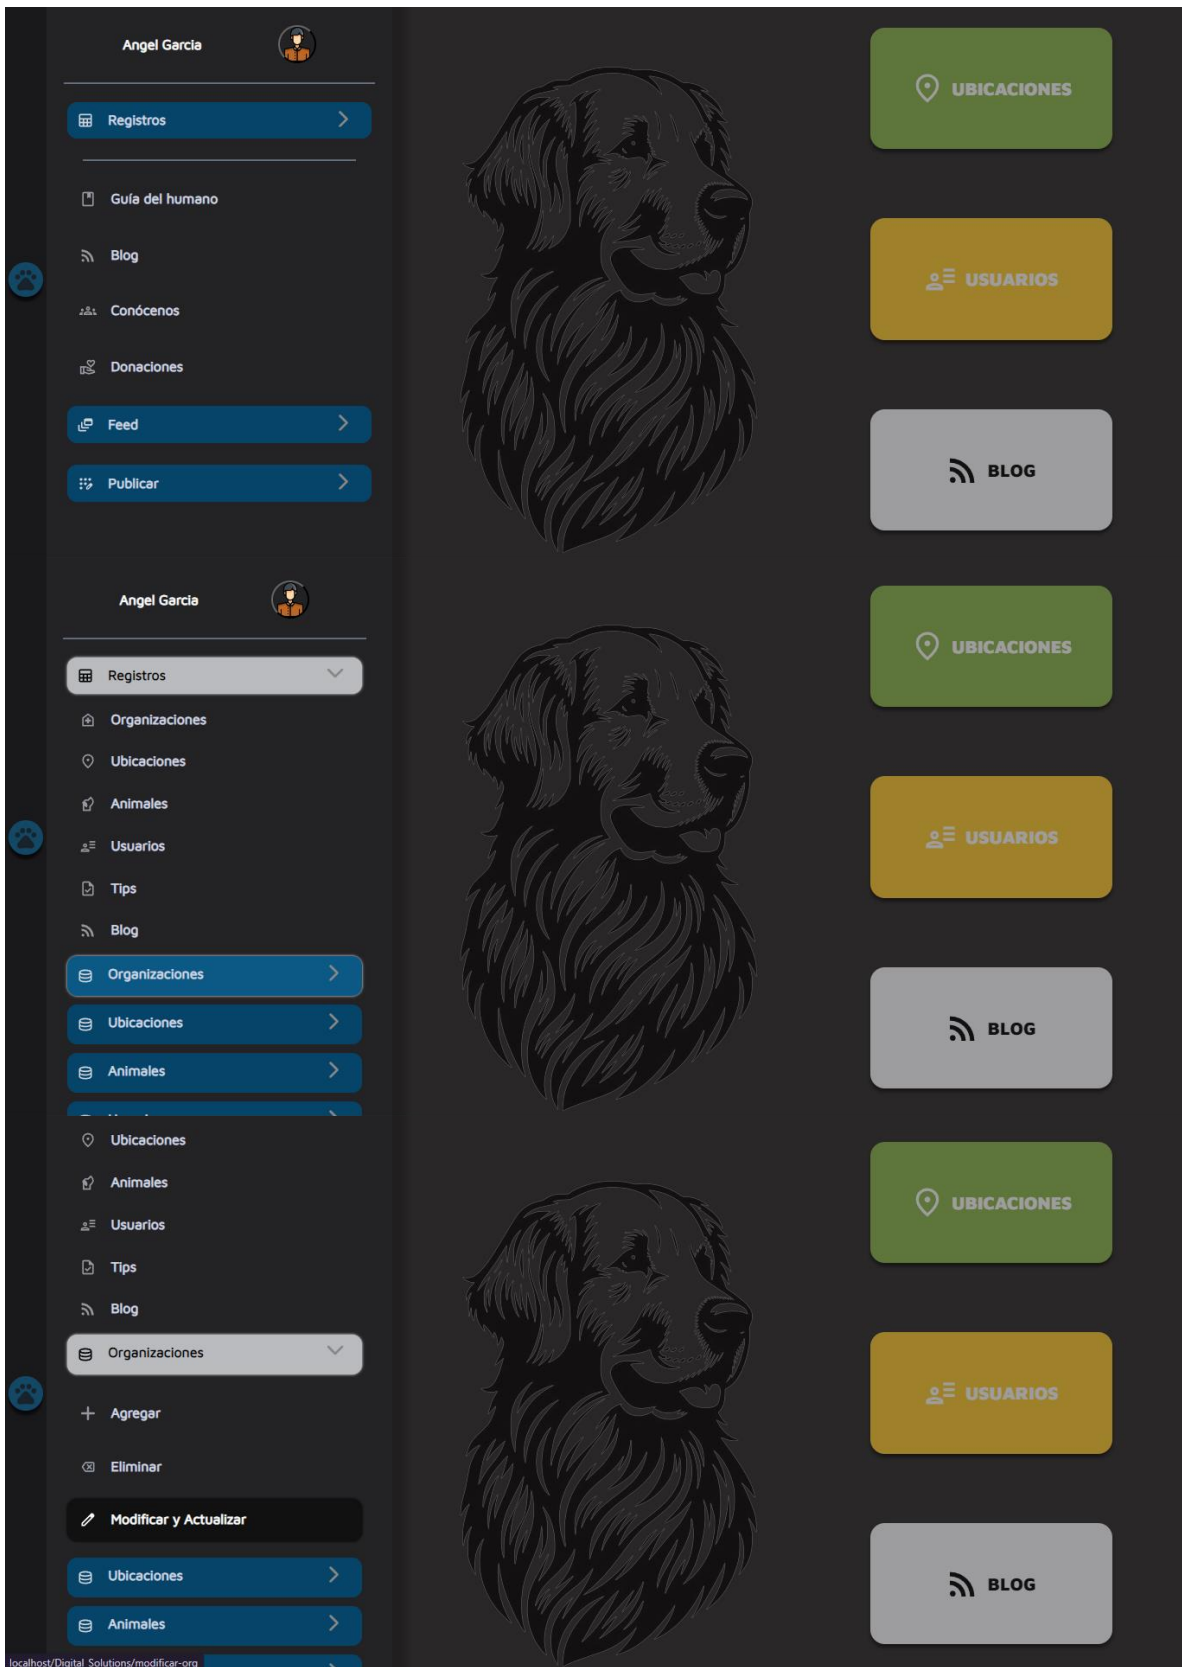 Angel Garcia
UBICACIONES
Registros
Guía del humano
Blog
USUARIOS
Conócenos
Donaciones
Feed
BLOG
Publicar
Angel Garcia
UBICACIONES
Registros
Organizaciones
Ubicaciones
Animales
USUARIOS
Usuarios
Tips
Blog
Organizaciones
Ubicaciones
BLOG
Animales
Ubicaciones
Animales
UBICACIONES
Usuarios
Tips
Blog
Organizaciones
USUARIOS
Agregar
Eliminar
Modificar y Actualizar
Ubicaciones
BLOG
Animales
localhost/Digital_Solutions/modificar-org